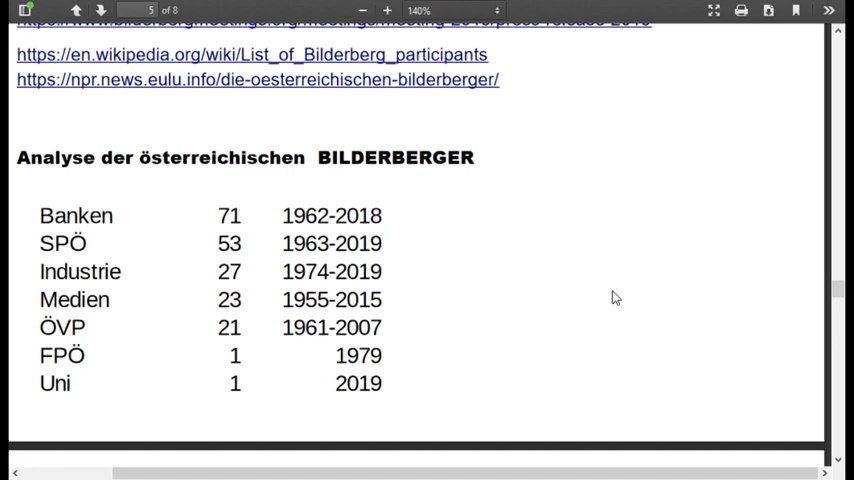 5 of 8
140%
https://en.wikipedia.org/wiki/List_of_Bilderberg_participants
https://npr.news.eulu.info/die-oesterreichischen-bilderberger/
Analyse der österreichischen BILDERBERGER
Banken 71 1962-2018
SPÖ 53 1963-2019
Industrie 27 1974-2019
Medien 23 1955-2015
ÖVP 21 1961-2007
FPÖ 1 1979
Uni 1 2019